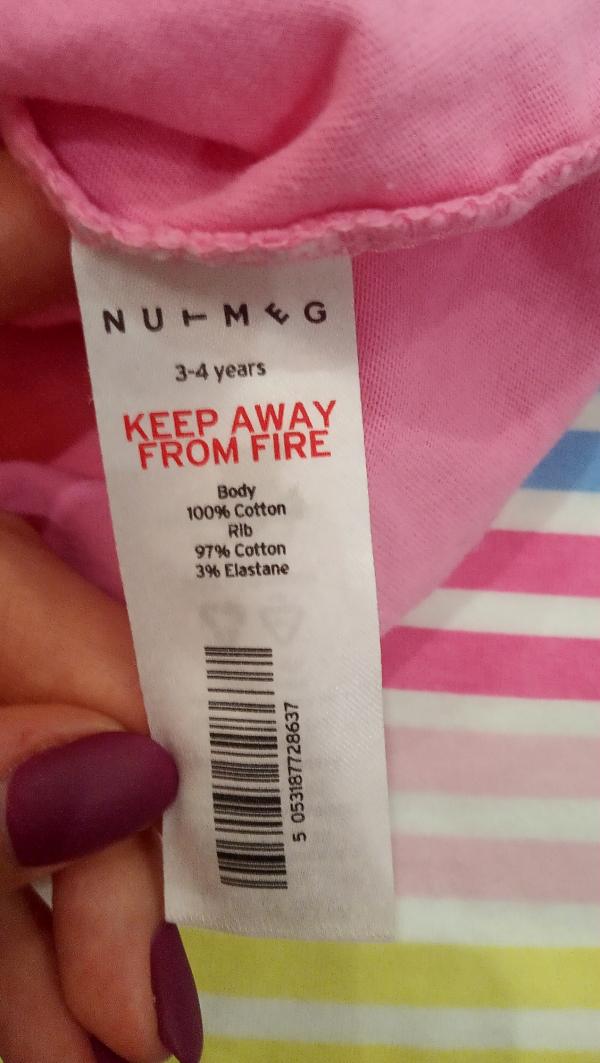 NUTMEG
3-4 years
KEEP AWAY
FROM FIRE
Body
100% Cotton
Rib
97% Cotton
3% Elastane
5 053187728637